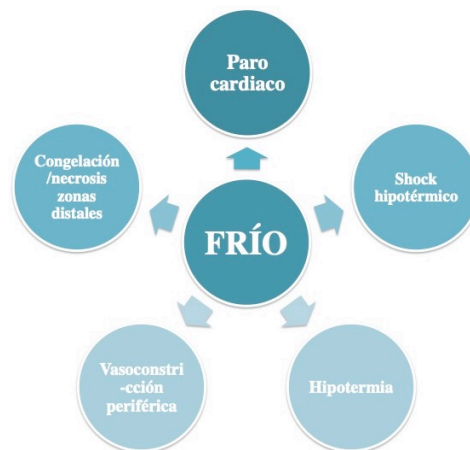 Paro
cardiaco
Congelación
/necrosis
zonas
distales
Shock
hipotérmico
FRÍO
Vasoconstri
-cción
periférica
Hipotermia